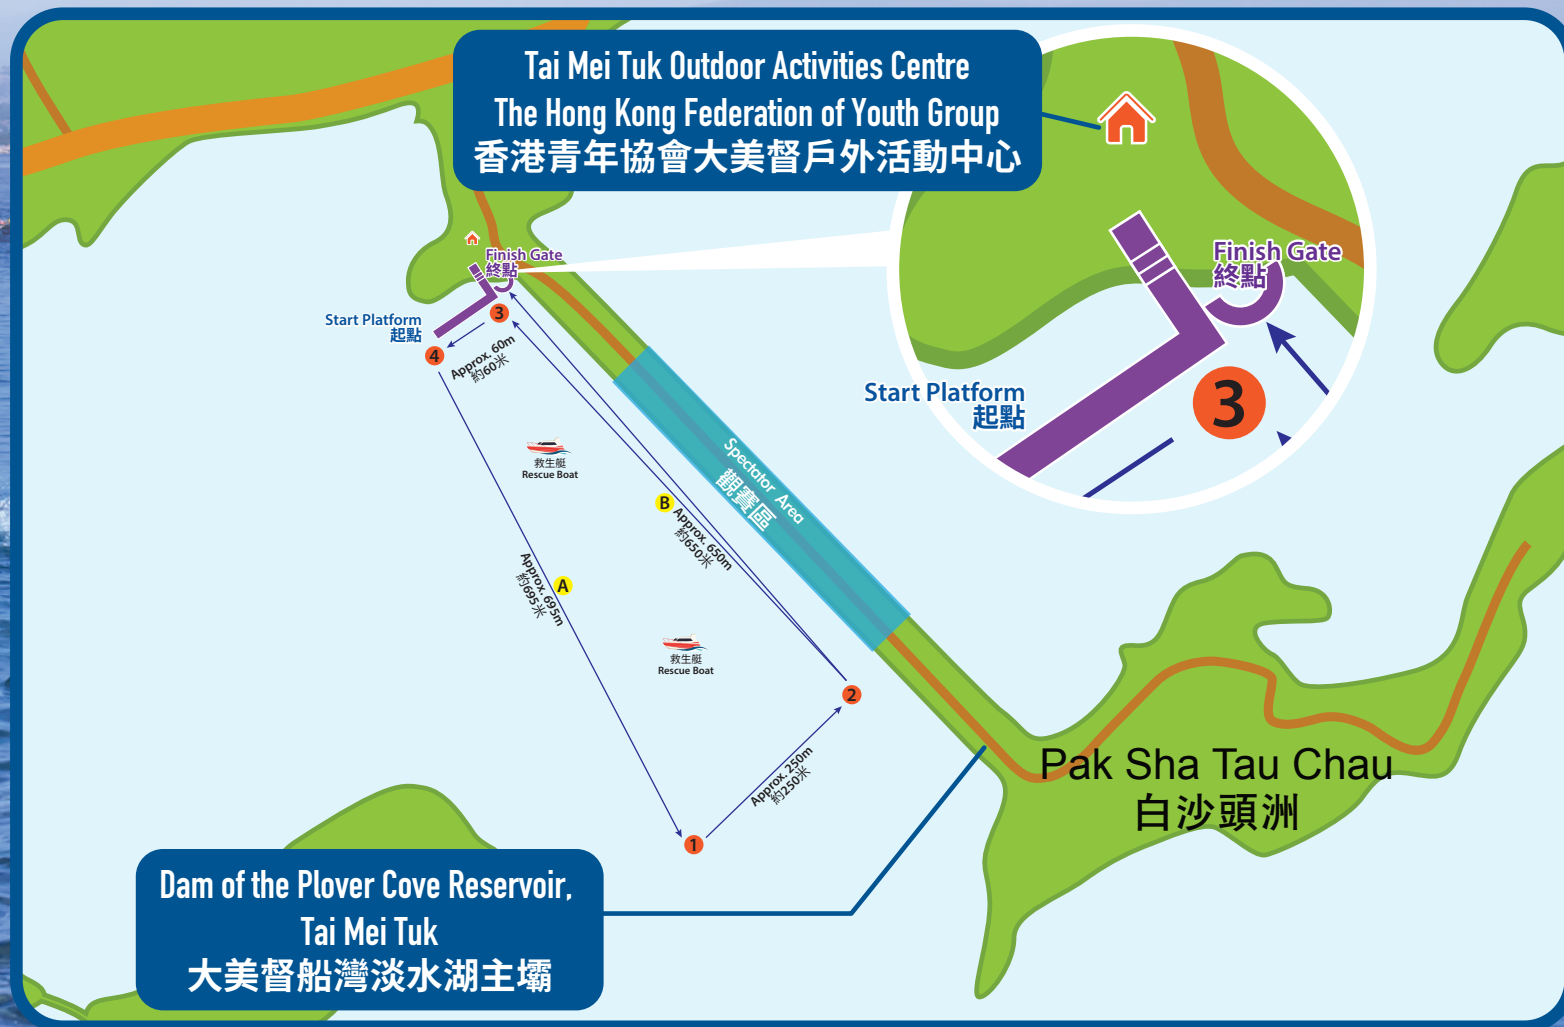 Tai Mei Tuk Outdoor Activities Centre
The Hong Kong Federation of Youth Group
香港青年協會大美督戶外活動中心
Finish Gate
終點
Start Platform
起點
3
4
Approx. 60m
約60米
Finish Gate
終點
Start Platform
起點
3
救生艇
Rescue Boat
Spectator Area
觀賽區
B
Approx. 650m
約650米
A
Approx. 695m
約695米
救生艇
Rescue Boat
2
Approx. 250m
約250米
1
Pak Sha Tau Chau
白沙頭洲
Dam of the Plover Cove Reservoir,
Tai Mei Tuk
大美督船灣淡水湖主壩